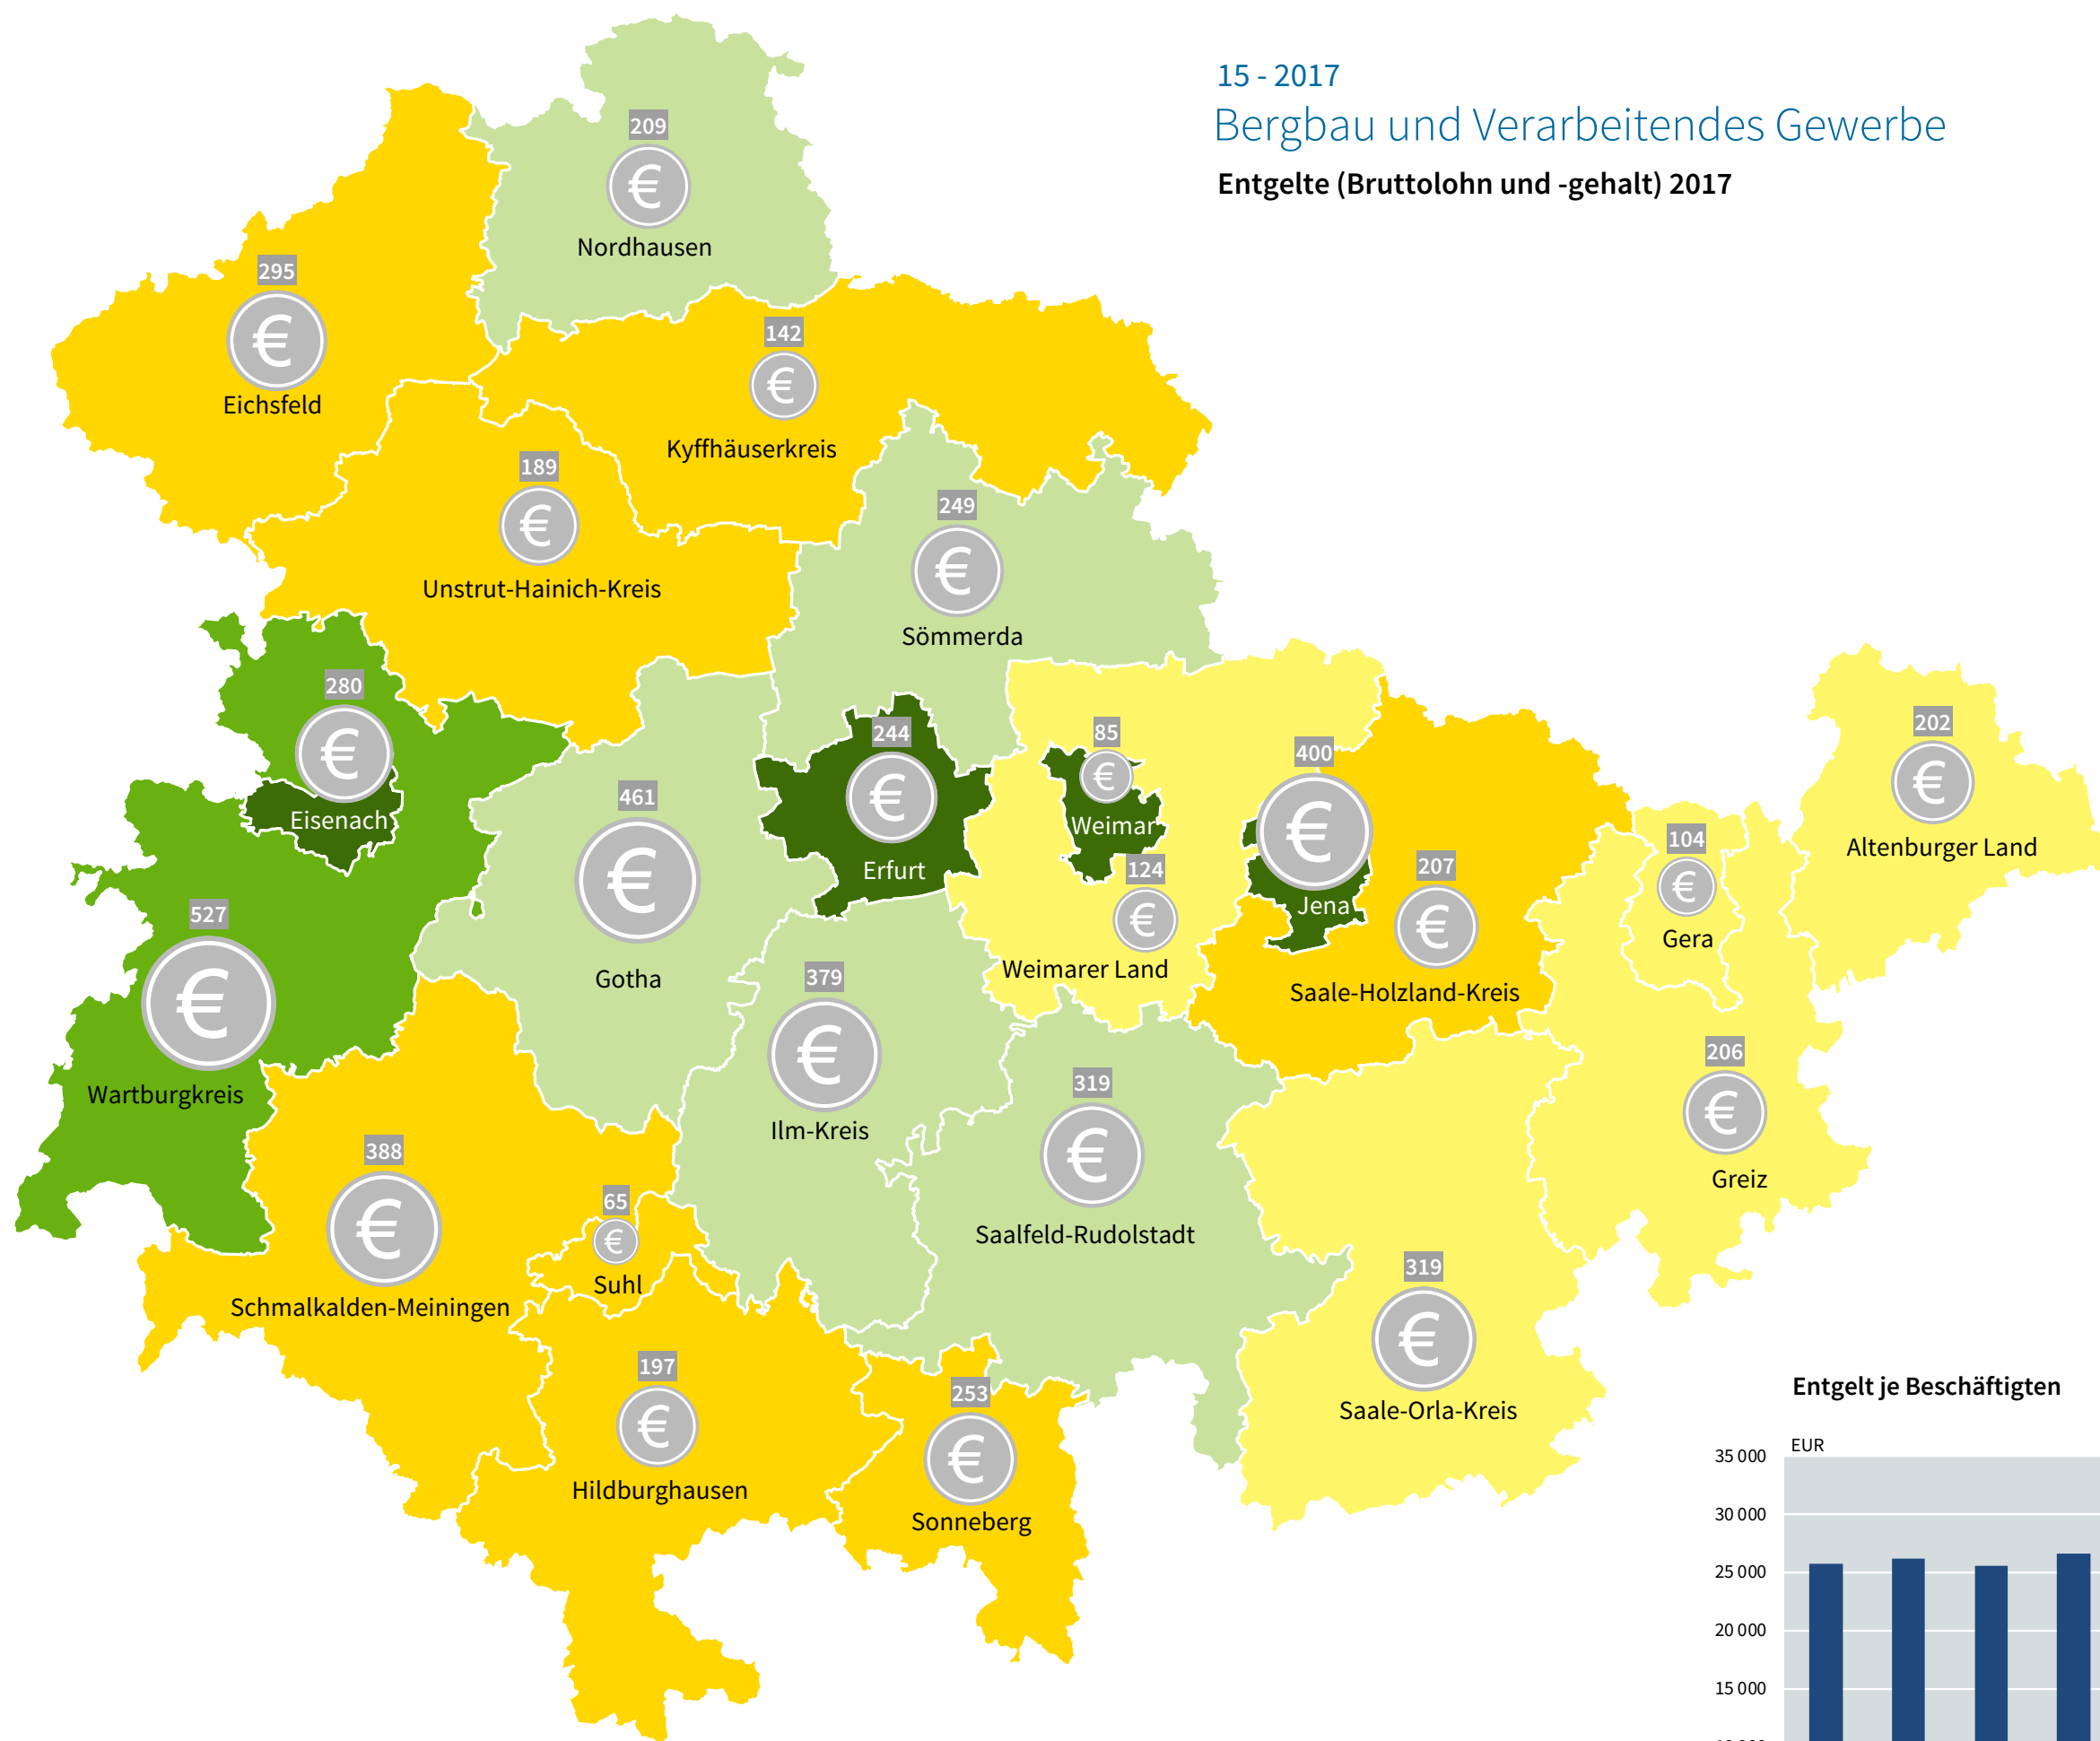 15 - 2017
Bergbau und Verarbeitendes Gewerbe
Entgelte (Bruttolohn und -gehalt) 2017
209
€
Nordhausen
295
€
Eichsfeld
142
€
Kyffhäuserkreis
189
€
Unstrut-Hainich-Kreis
249
€
Sömmerda
280
€
Eisenach
244
€
Erfurt
85
€
Weimar
400
€
Jena
202
€
Altenburger Land
461
€
Gotha
124
€
Weimarer Land
207
€
Saale-Holzland-Kreis
104
€
Gera
527
€
Wartburgkreis
379
€
Ilm-Kreis
319
€
Saalfeld-Rudolstadt
206
€
Greiz
388
€
Schmalkalden-Meiningen
65
€
Suhl
319
€
Saale-Orla-Kreis
197
€
Hildburghausen
253
€
Sonneberg
Entgelt je Beschäftigten
EUR
35 000
30 000
25 000
20 000
15 000